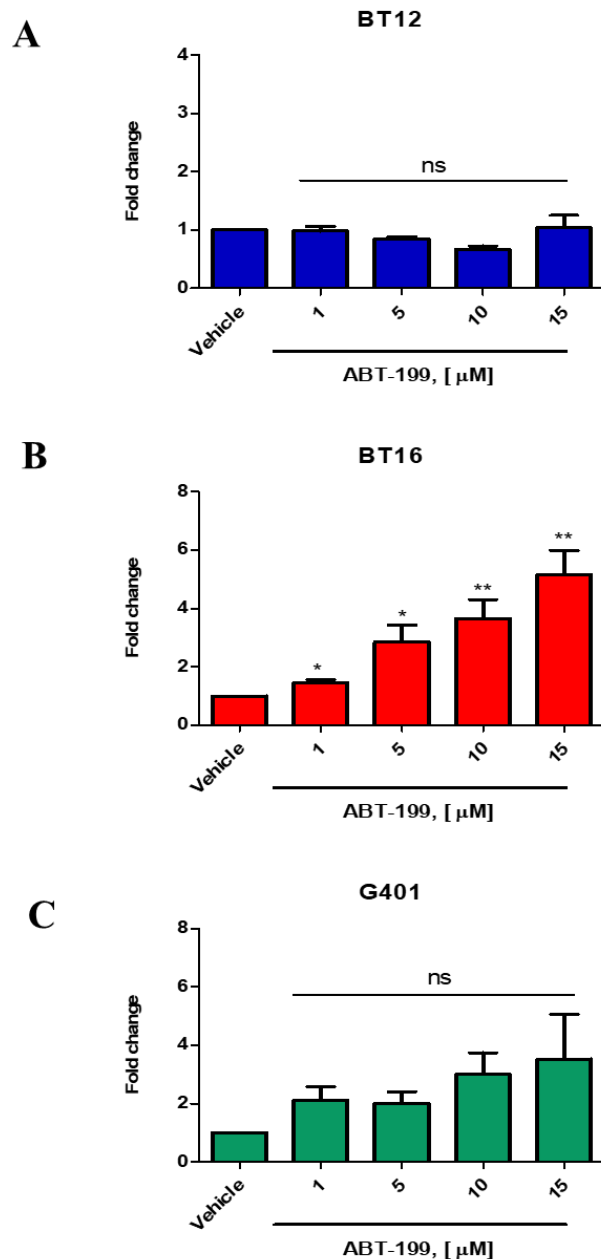 A
BT12
Fold change
4
3
2
1
0
ns
Vehicle
1
5
10
15
ABT-199, [ μM]
B
BT16
Fold change
8
6
4
2
0
*
*
**
**
Vehicle
1
5
10
15
ABT-199, [ μM]
C
G401
Fold change
8
6
4
2
0
ns
Vehicle
1
5
10
15
ABT-199, [ μM]